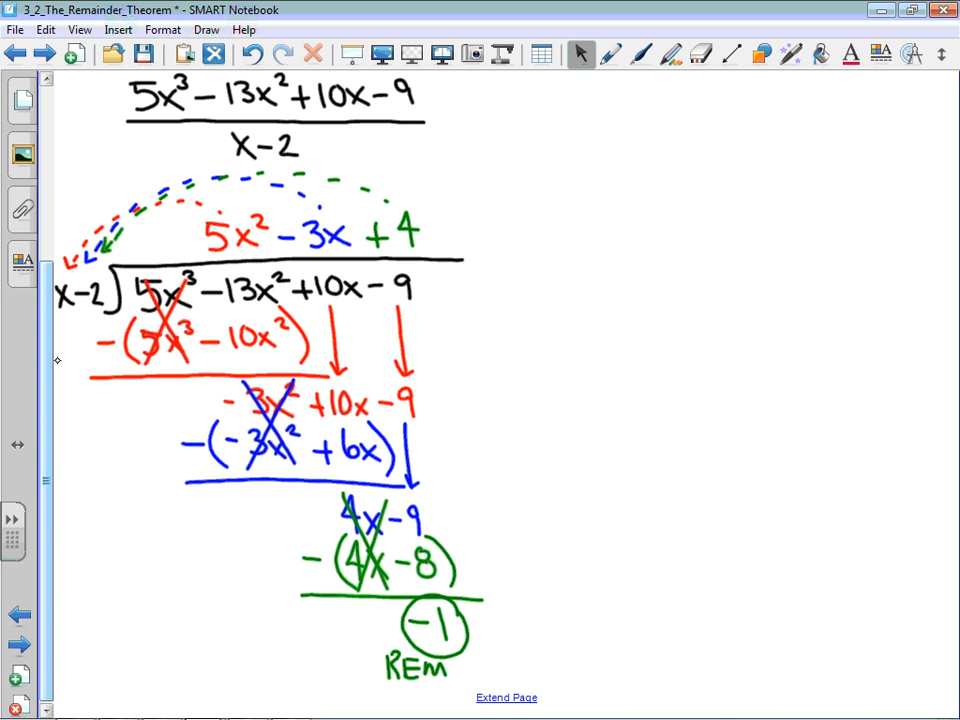 3_2_The_Remainder_Theorem * - SMART Notebook
File Edit View Insert Format Draw Help
5x³ - 13x² + 10x - 9
x - 2
5x² - 3x + 4
x - 2 5x³ - 13x² + 10x - 9
- (5x³ - 10x²)
- 3x² + 10x - 9
- (- 3x² + 6x)
4x - 9
- (4x - 8)
- 1
REM
Extend Page